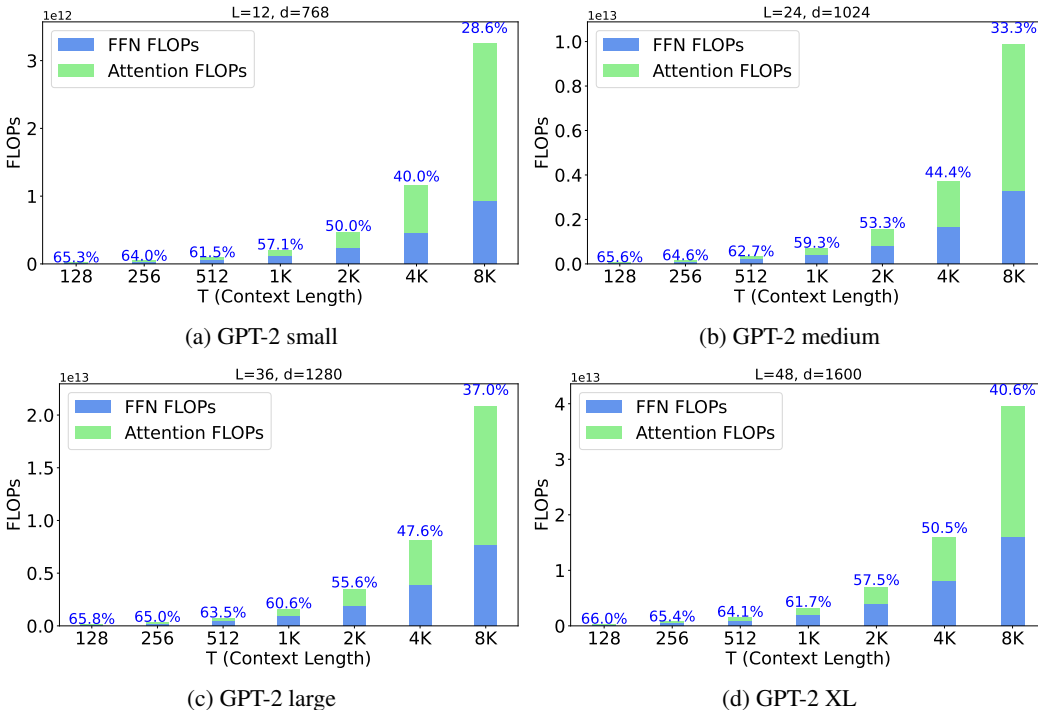 L=12, d=768
1e12
28.6%
FFN FLOPs
Attention FLOPs
3
2
1
0
FLOPs
65.3% 64.0% 61.5% 57.1% 50.0% 40.0%
128 256 512 1K 2K 4K 8K
T (Context Length)
(a) GPT-2 small
L=24, d=1024
1e13
33.3%
FFN FLOPs
Attention FLOPs
1.0
0.8
0.6
0.4
0.2
0.0
FLOPs
65.6% 64.6% 62.7% 59.3% 53.3% 44.4%
128 256 512 1K 2K 4K 8K
T (Context Length)
(b) GPT-2 medium
L=36, d=1280
1e13
37.0%
FFN FLOPs
Attention FLOPs
2.0
1.5
1.0
0.5
0.0
FLOPs
65.8% 65.0% 63.5% 60.6% 55.6% 47.6%
128 256 512 1K 2K 4K 8K
T (Context Length)
(c) GPT-2 large
L=48, d=1600
1e13
40.6%
FFN FLOPs
Attention FLOPs
4
3
2
1
0
FLOPs
66.0% 65.4% 64.1% 61.7% 57.5% 50.5%
128 256 512 1K 2K 4K 8K
T (Context Length)
(d) GPT-2 XL